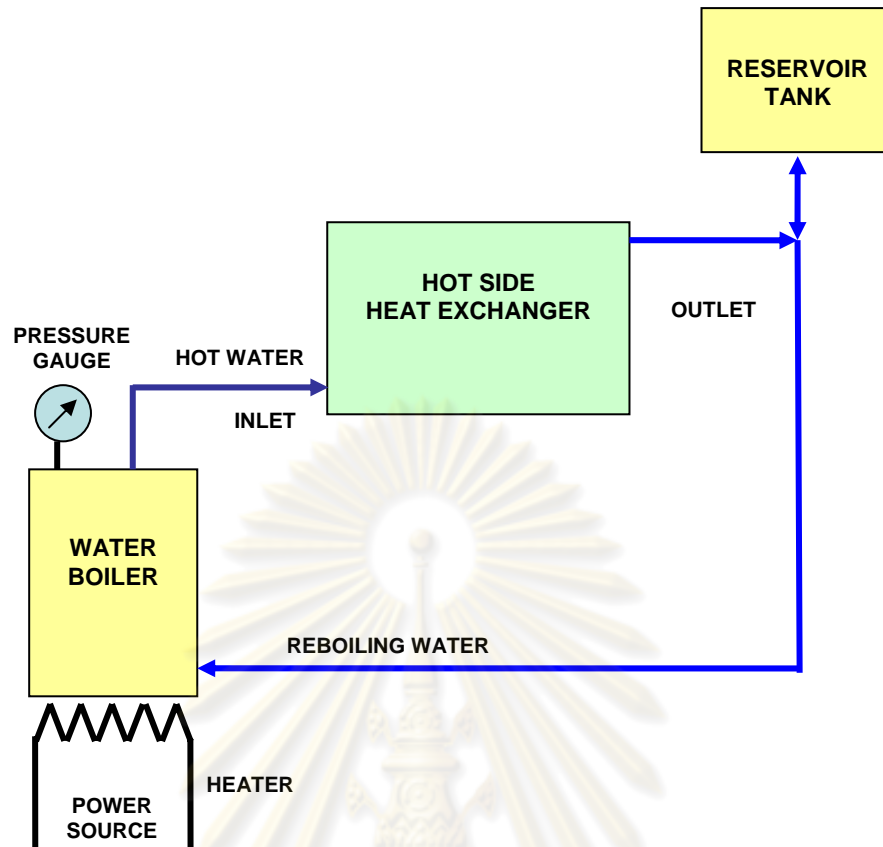 RESERVOIR
TANK
HOT SIDE
HEAT EXCHANGER
OUTLET
PRESSURE
GAUGE
HOT WATER
INLET
WATER
BOILER
REBOILING WATER
HEATER
POWER
SOURCE